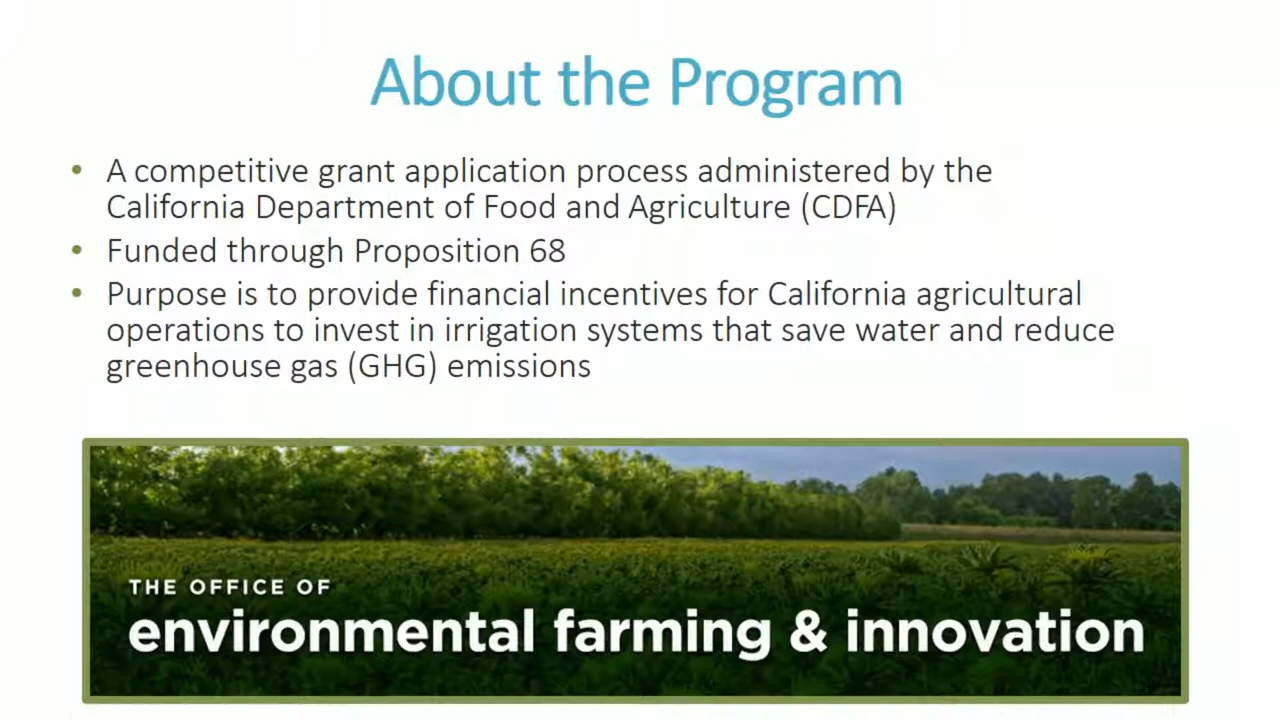 About the Program
• A competitive grant application process administered by the
California Department of Food and Agriculture (CDFA)
• Funded through Proposition 68
• Purpose is to provide financial incentives for California agricultural
operations to invest in irrigation systems that save water and reduce
greenhouse gas (GHG) emissions
THE OFFICE OF
environmental farming & innovation